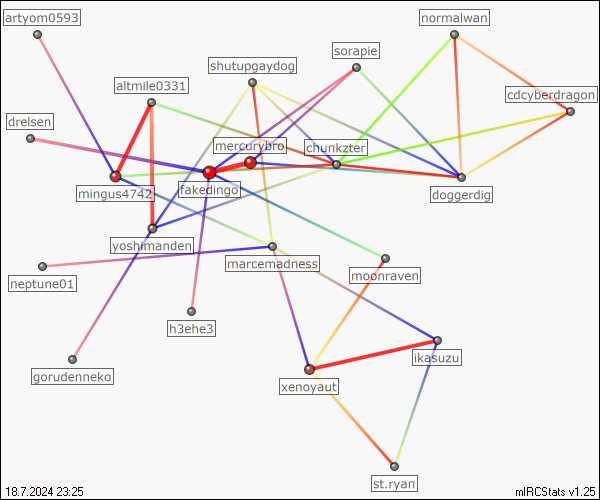 artyom0593
normalwan
sorapie
shutupgaydog
altmile0331
cdcyberdragon
drelsen
mercurybro
chunkzter
mingus4742
fakedingo
doggerdig
yoshimanden
marcemadness
moonraven
neptune01
h3ehe3
ikasuzu
gorudenneko
xenoyaut
st.ryan
18.7.2024 23:25
mIRCStats v1.25